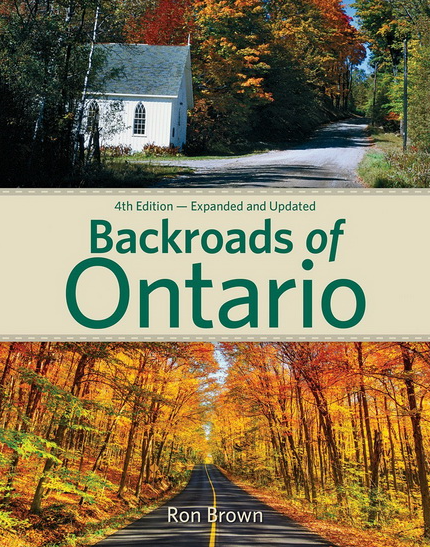 4th Edition — Expanded and Updated
Backroads of
Ontario
Ron Brown